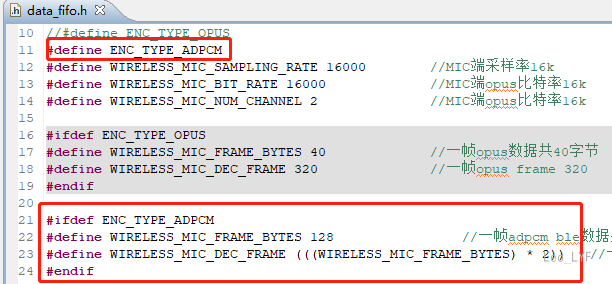 data_fifo.h
10 //#define ENC_TYPE_OPUS
11 #define ENC_TYPE_ADPCM
12 #define WIRELESS_MIC_SAMPLING_RATE 16000 //MIC端采样率16k
13 #define WIRELESS_MIC_BIT_RATE 16000 //MIC端opus比特率16k
14 #define WIRELESS_MIC_NUM_CHANNEL 2 //MIC端opus比特率16k
15
16 #ifdef ENC_TYPE_OPUS
17 #define WIRELESS_MIC_FRAME_BYTES 40 //一帧opus数据共40字节
18 #define WIRELESS_MIC_DEC_FRAME 320 //一帧opus frame 320
19 #endif
20
21 #ifdef ENC_TYPE_ADPCM
22 #define WIRELESS_MIC_FRAME_BYTES 128 //一帧adpcm ble数据
23 #define WIRELESS_MIC_DEC_FRAME (((WIRELESS_MIC_FRAME_BYTES) * 2)) //
24 #endif